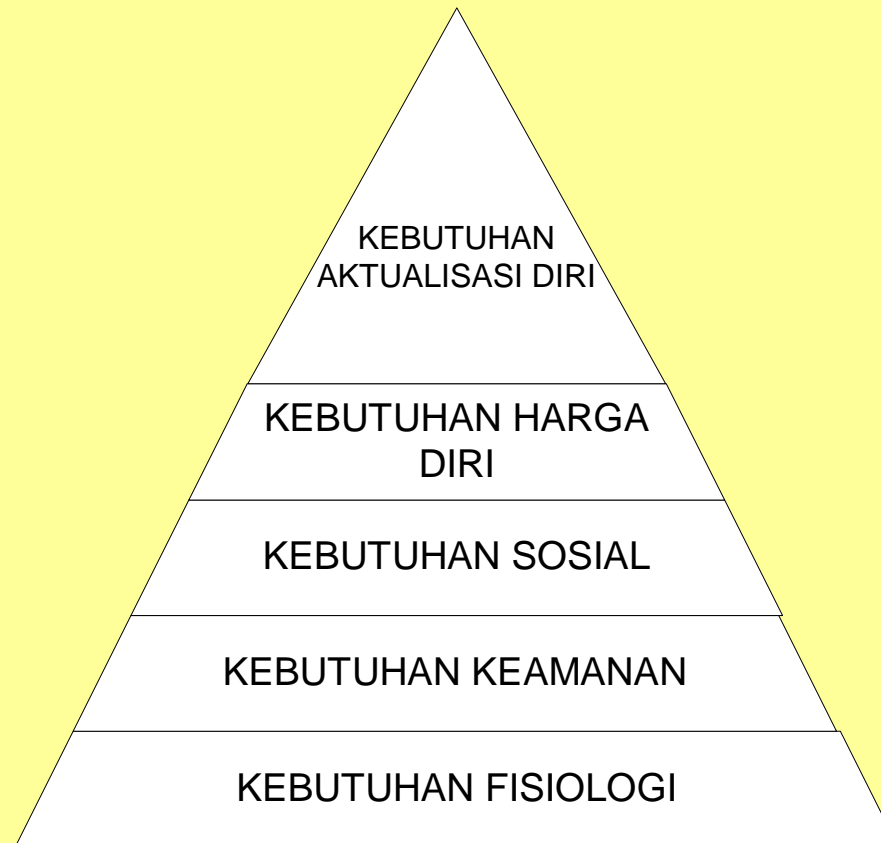 KEBUTUHAN
AKTUALISASI DIRI
KEBUTUHAN HARGA
DIRI
KEBUTUHAN SOSIAL
KEBUTUHAN KEAMANAN
KEBUTUHAN FISIOLOGI